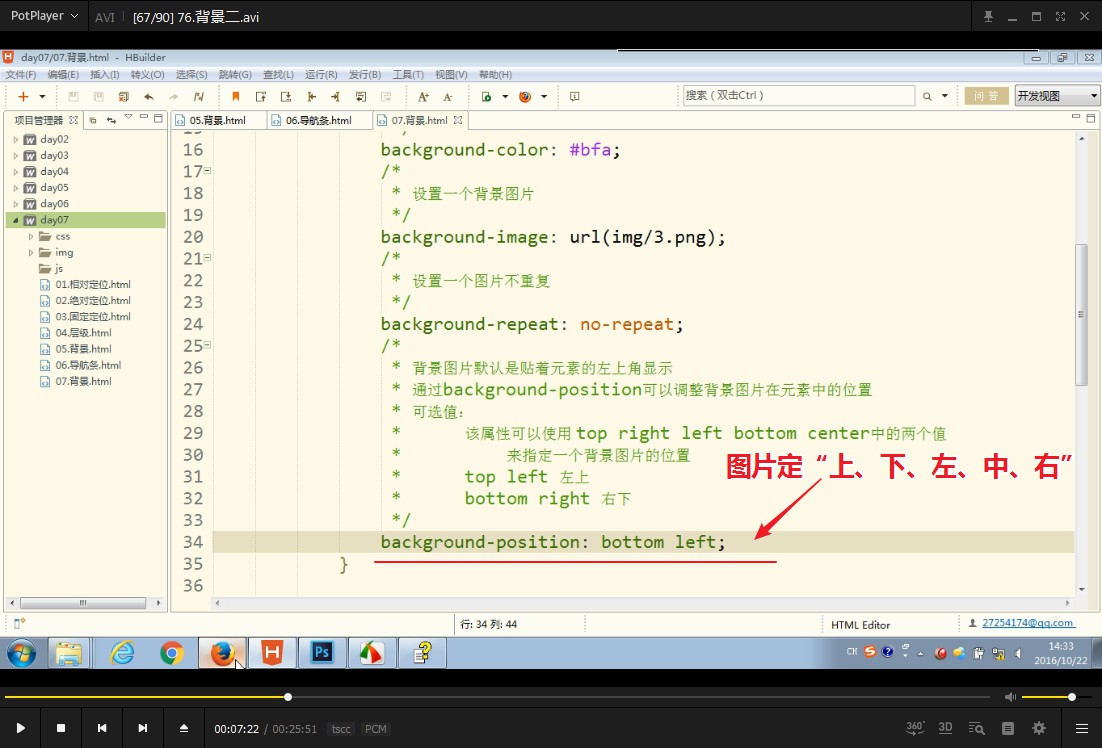 PotPlayer AVI [67/90] 76.背景二.avi
day07/07.背景.html - HBuilder
文件(F) 编辑(E) 插入(I) 转义(O) 选择(S) 跳转(G) 查找(L) 运行(R) 发行(B) 工具(T) 视图(V) 帮助(H)
搜索（双击Ctrl） 问答 开发视图
项目管理器 05.背景.html 06.导航条.html 07.背景.html
day02
day03
day04
day05
day06
day07
css
img
js
01.相对定位.html
02.绝对定位.html
03.固定定位.html
04.层级.html
05.背景.html
06.导航条.html
07.背景.html
16 background-color: #bfa;
17 /*
18 * 设置一个背景图片
19 */
20 background-image: url(img/3.png);
21 /*
22 * 设置一个图片不重复
23 */
24 background-repeat: no-repeat;
25 /*
26 * 背景图片默认是贴着元素的左上角显示
27 * 通过background-position可以调整背景图片在元素中的位置
28 * 可选值：
29 * 该属性可以使用 top right left bottom center中的两个值
30 * 来指定一个背景图片的位置
31 * top left 左上
32 * bottom right 右下
33 */
34 background-position: bottom left;
35 }
36
图片定“上、下、左、中、右”
行: 34 列: 44 HTML Editor 27254174@qq.com
CH 14:33
2016/10/22
00:07:22 / 00:25:51 tscc PCM 360° 3D